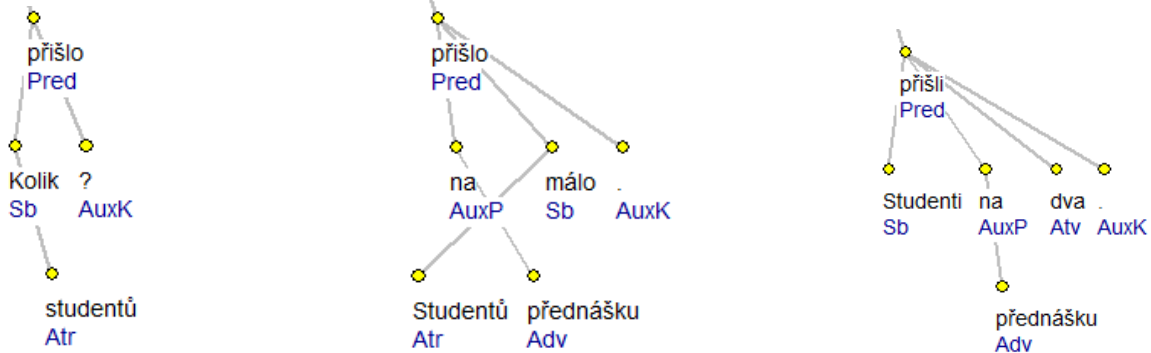 přišlo
Pred
Kolik ?
Sb AuxK
studentů
Atr
přišlo
Pred
na málo .
AuxP Sb AuxK
Studentů přednášku
Atr Adv
přišli
Pred
Studenti na dva .
Sb AuxP Atv AuxK
přednášku
Adv